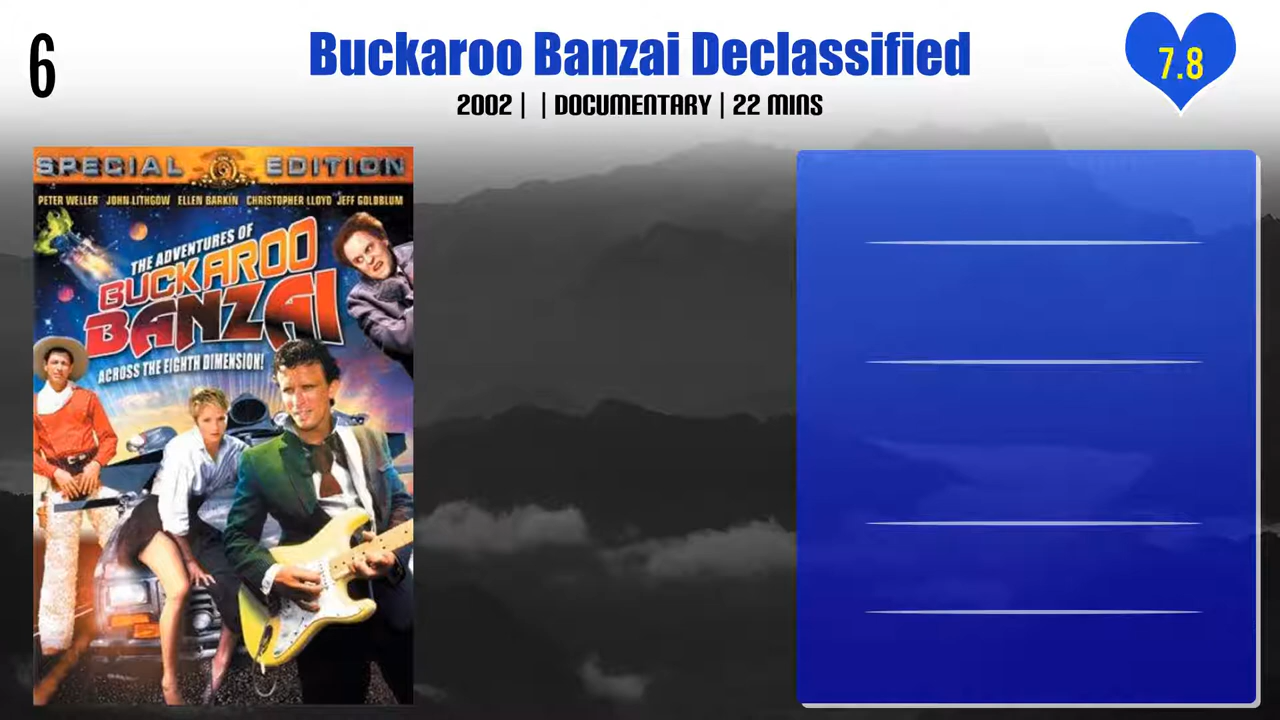 6
Buckaroo Banzai Declassified
7.8
2002 | | DOCUMENTARY | 22 MINS
SPECIAL EDITION
PETER WELLER JOHN LITHGOW ELLEN BARKIN CHRISTOPHER LLOYD JEFF GOLDBLUM
THE ADVENTURES OF
BUCKAROO
BANZAI
ACROSS THE EIGHTH DIMENSION!